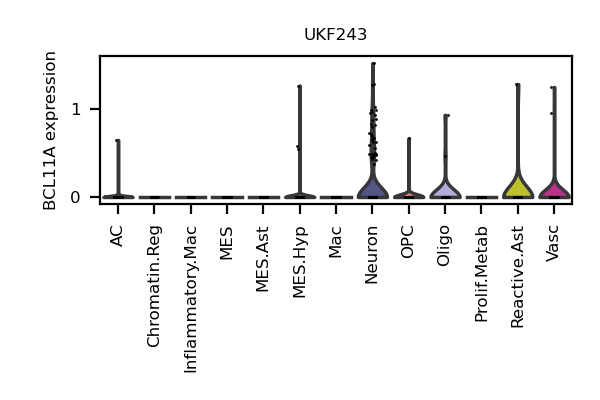 UKF243
BCL11A expression
1
0
AC
Chromatin.Reg
Inflammatory.Mac
MES
MES.Ast
MES.Hyp
Mac
Neuron
OPC
Oligo
Prolif.Metab
Reactive.Ast
Vasc